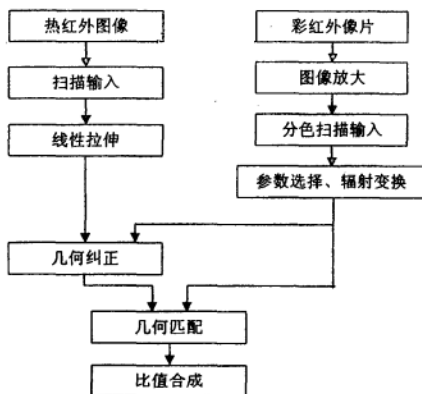 热红外图像
彩红外像片
扫描输入
图像放大
线性拉伸
分色扫描输入
参数选择、辐射变换
几何纠正
几何匹配
比值合成